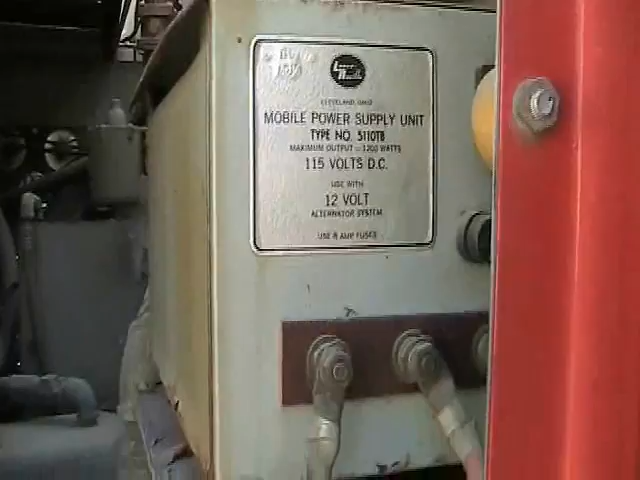 CLEVELAND, OHIO
MOBILE POWER SUPPLY UNIT
TYPE NO. 5110TB
MAXIMUM OUTPUT - 1200 WATTS
115 VOLTS D.C.
USE WITH
12 VOLT
ALTERNATOR SYSTEM
USE 8 AMP FUSES